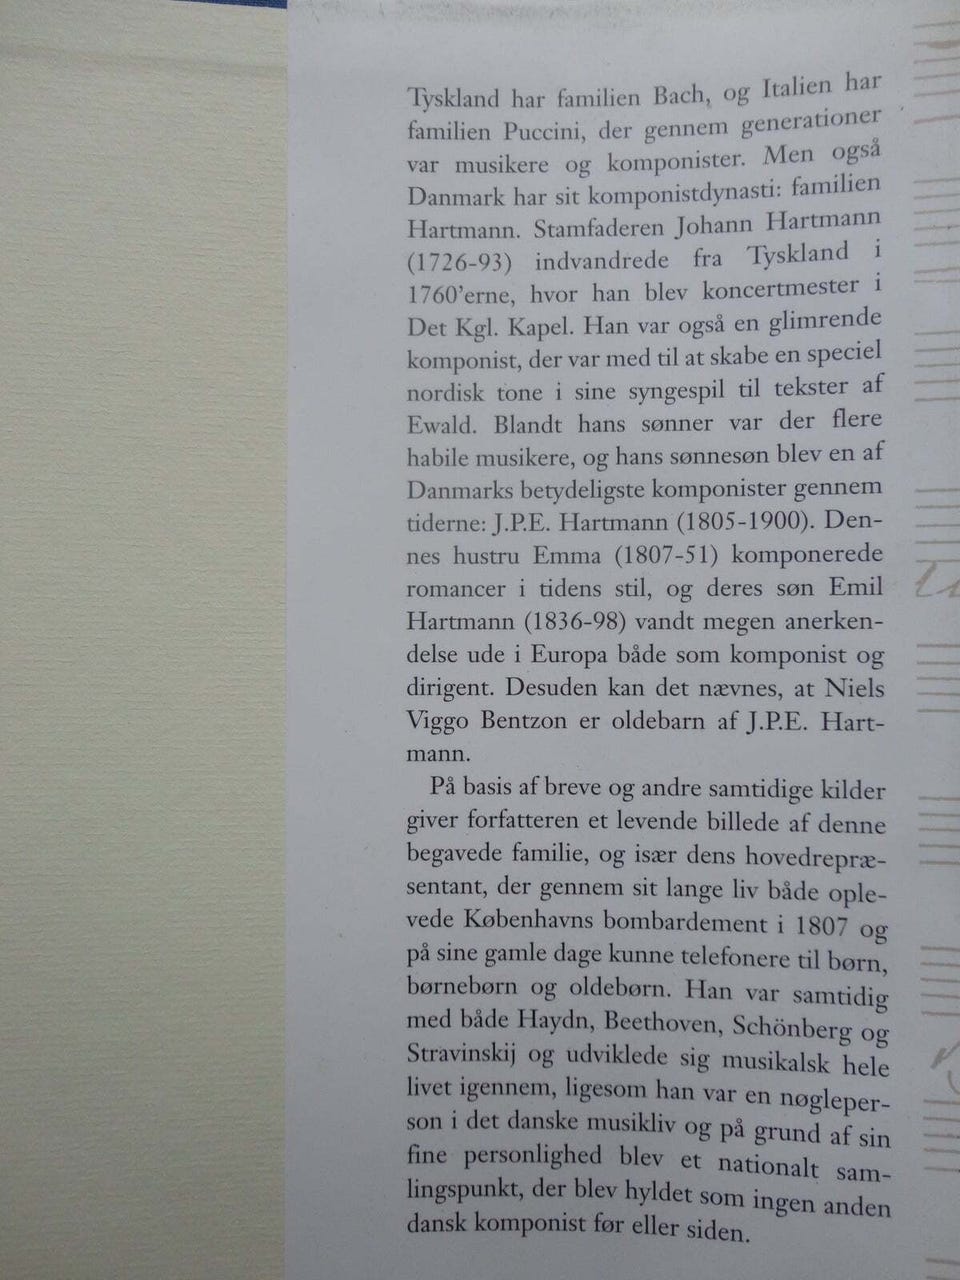 Tyskland har familien Bach, og Italien har
familien Puccini, der gennem generationer
var musikere og komponister. Men også
Danmark har sit komponistdynasti: familien
Hartmann. Stamfaderen Johann Hartmann
(1726-93) indvandrede fra Tyskland i
1760'erne, hvor han blev koncertmester i
Det Kgl. Kapel. Han var også en glimrende
komponist, der var med til at skabe en speciel
nordisk tone i sine syngespil til tekster af
Ewald. Blandt hans sønner var der flere
habile musikere, og hans sønnesøn blev en af
Danmarks betydeligste komponister gennem
tiderne: J.P.E. Hartmann (1805-1900). Den-
nes hustru Emma (1807-51) komponerede
romancer i tidens stil, og deres søn Emil
Hartmann (1836-98) vandt megen anerken-
delse ude i Europa både som komponist og
dirigent. Desuden kan det nævnes, at Niels
Viggo Bentzon er oldebarn af J.P.E. Hart-
mann.
På basis af breve og andre samtidige kilder
giver forfatteren et levende billede af denne
begavede familie, og især dens hovedrepræ-
sentant, der gennem sit lange liv både ople-
vede Københavns bombardement i 1807 og
på sine gamle dage kunne telefonere til børn,
børnebørn og oldebørn. Han var samtidig
med både Haydn, Beethoven, Schönberg og
Stravinskij og udviklede sig musikalsk hele
livet igennem, ligesom han var en nøgleper-
son i det danske musikliv og på grund af sin
fine personlighed blev et nationalt sam-
lingspunkt, der blev hyldet som ingen anden
dansk komponist før eller siden.